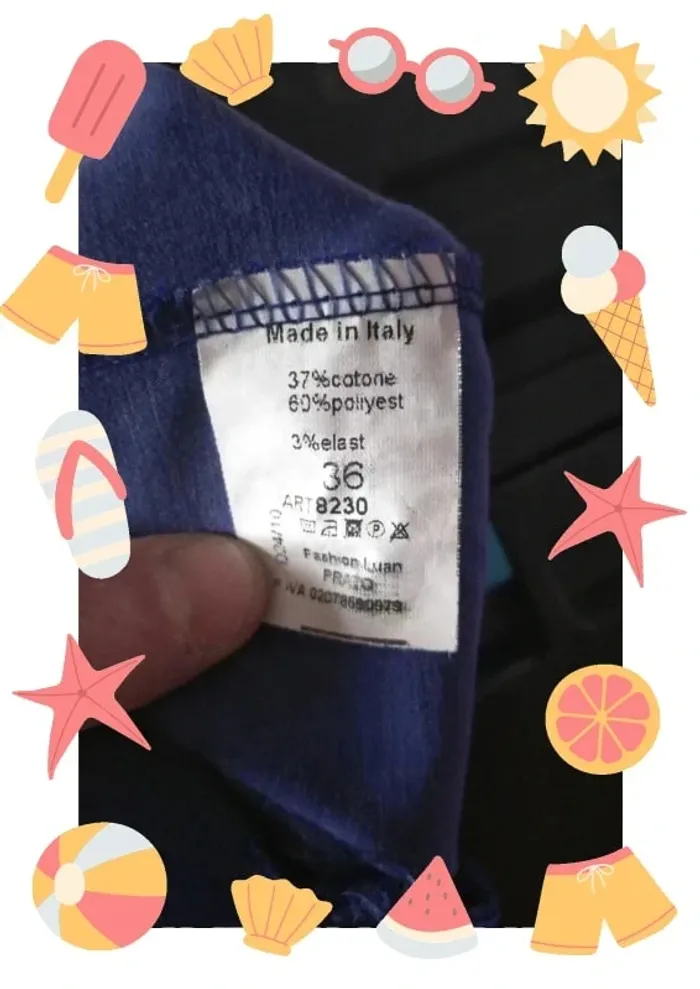 Made in Italy
37%cotone
60%poliyest
3%elast
36
ART8230
Fashion Luan
PRATO